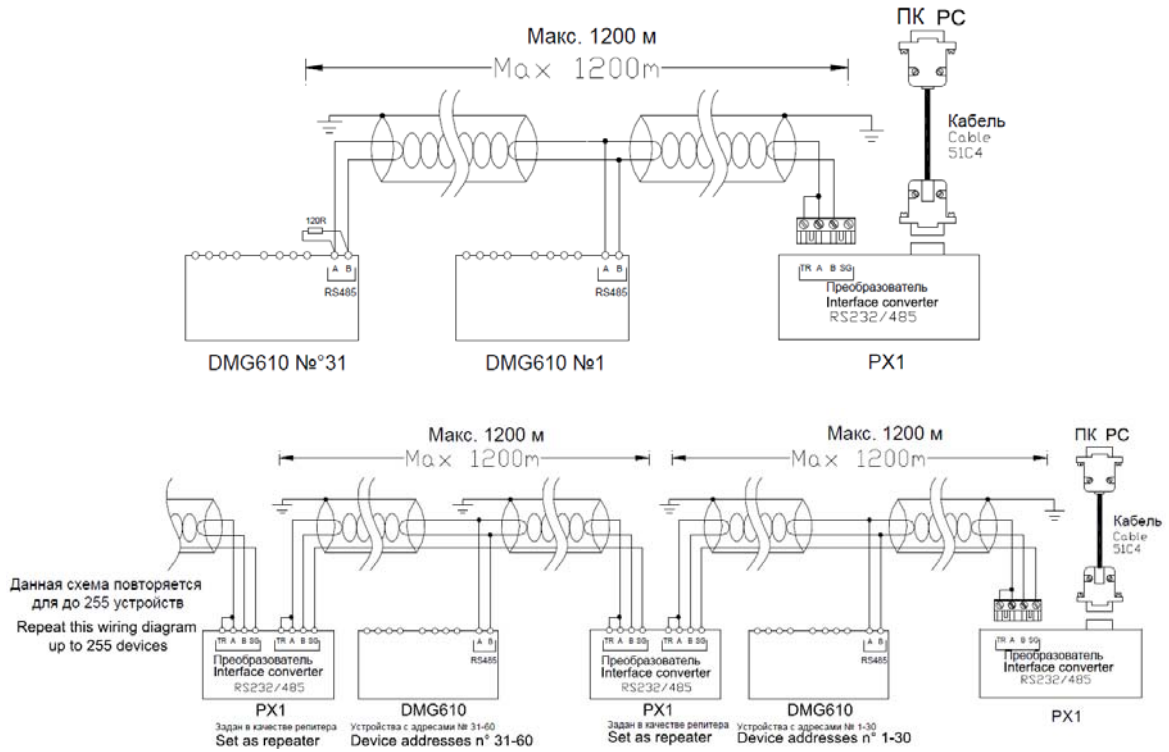 ПК PC
Макс. 1200 м
Max 1200m
Кабель
Cable
51C4
120R
A B
RS485
A B
RS485
TR A B SG
Преобразователь
Interface converter
RS232/485
DMG610 №°31
DMG610 №1
PX1
Макс. 1200 м
Max 1200m
Макс. 1200 м
Max 1200m
ПК PC
Кабель
Cable
51C4
Данная схема повторяется
для до 255 устройств
Repeat this wiring diagram
up to 255 devices
TR A B SG TR A B SG
Преобразователь
Interface converter
RS232/485
A B
RS485
TR A B SG TR A B SG
Преобразователь
Interface converter
RS232/485
A B
RS485
TR A B SG
Преобразователь
Interface converter
RS232/485
PX1
Задан в качестве репитера
Set as repeater
DMG610
Устройства с адресами № 31-60
Device addresses n° 31-60
PX1
Задан в качестве репитера
Set as repeater
DMG610
Устройства с адресами № 1-30
Device addresses n° 1-30
PX1